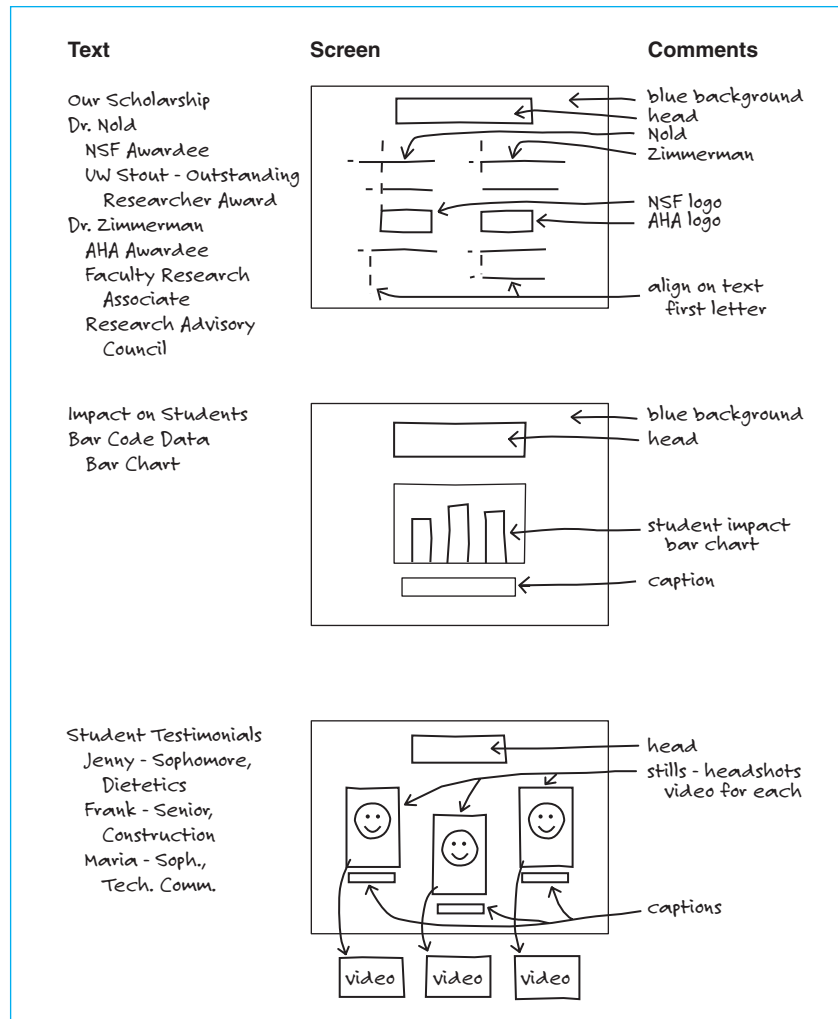 Text
Screen
Comments
Our Scholarship
Dr. Nold
NSF Awardee
UW Stout - Outstanding
Researcher Award
Dr. Zimmerman
AHA Awardee
Faculty Research
Associate
Research Advisory
Council
blue background
head
Nold
Zimmerman
NSF logo
AHA logo
align on text
first letter
Impact on Students
Bar Code Data
Bar Chart
blue background
head
student impact
bar chart
caption
Student Testimonials
Jenny - Sophomore,
Dietetics
Frank - Senior,
Construction
Maria - Soph.,
Tech. Comm.
head
stills - headshots
video for each
captions
video
video
video